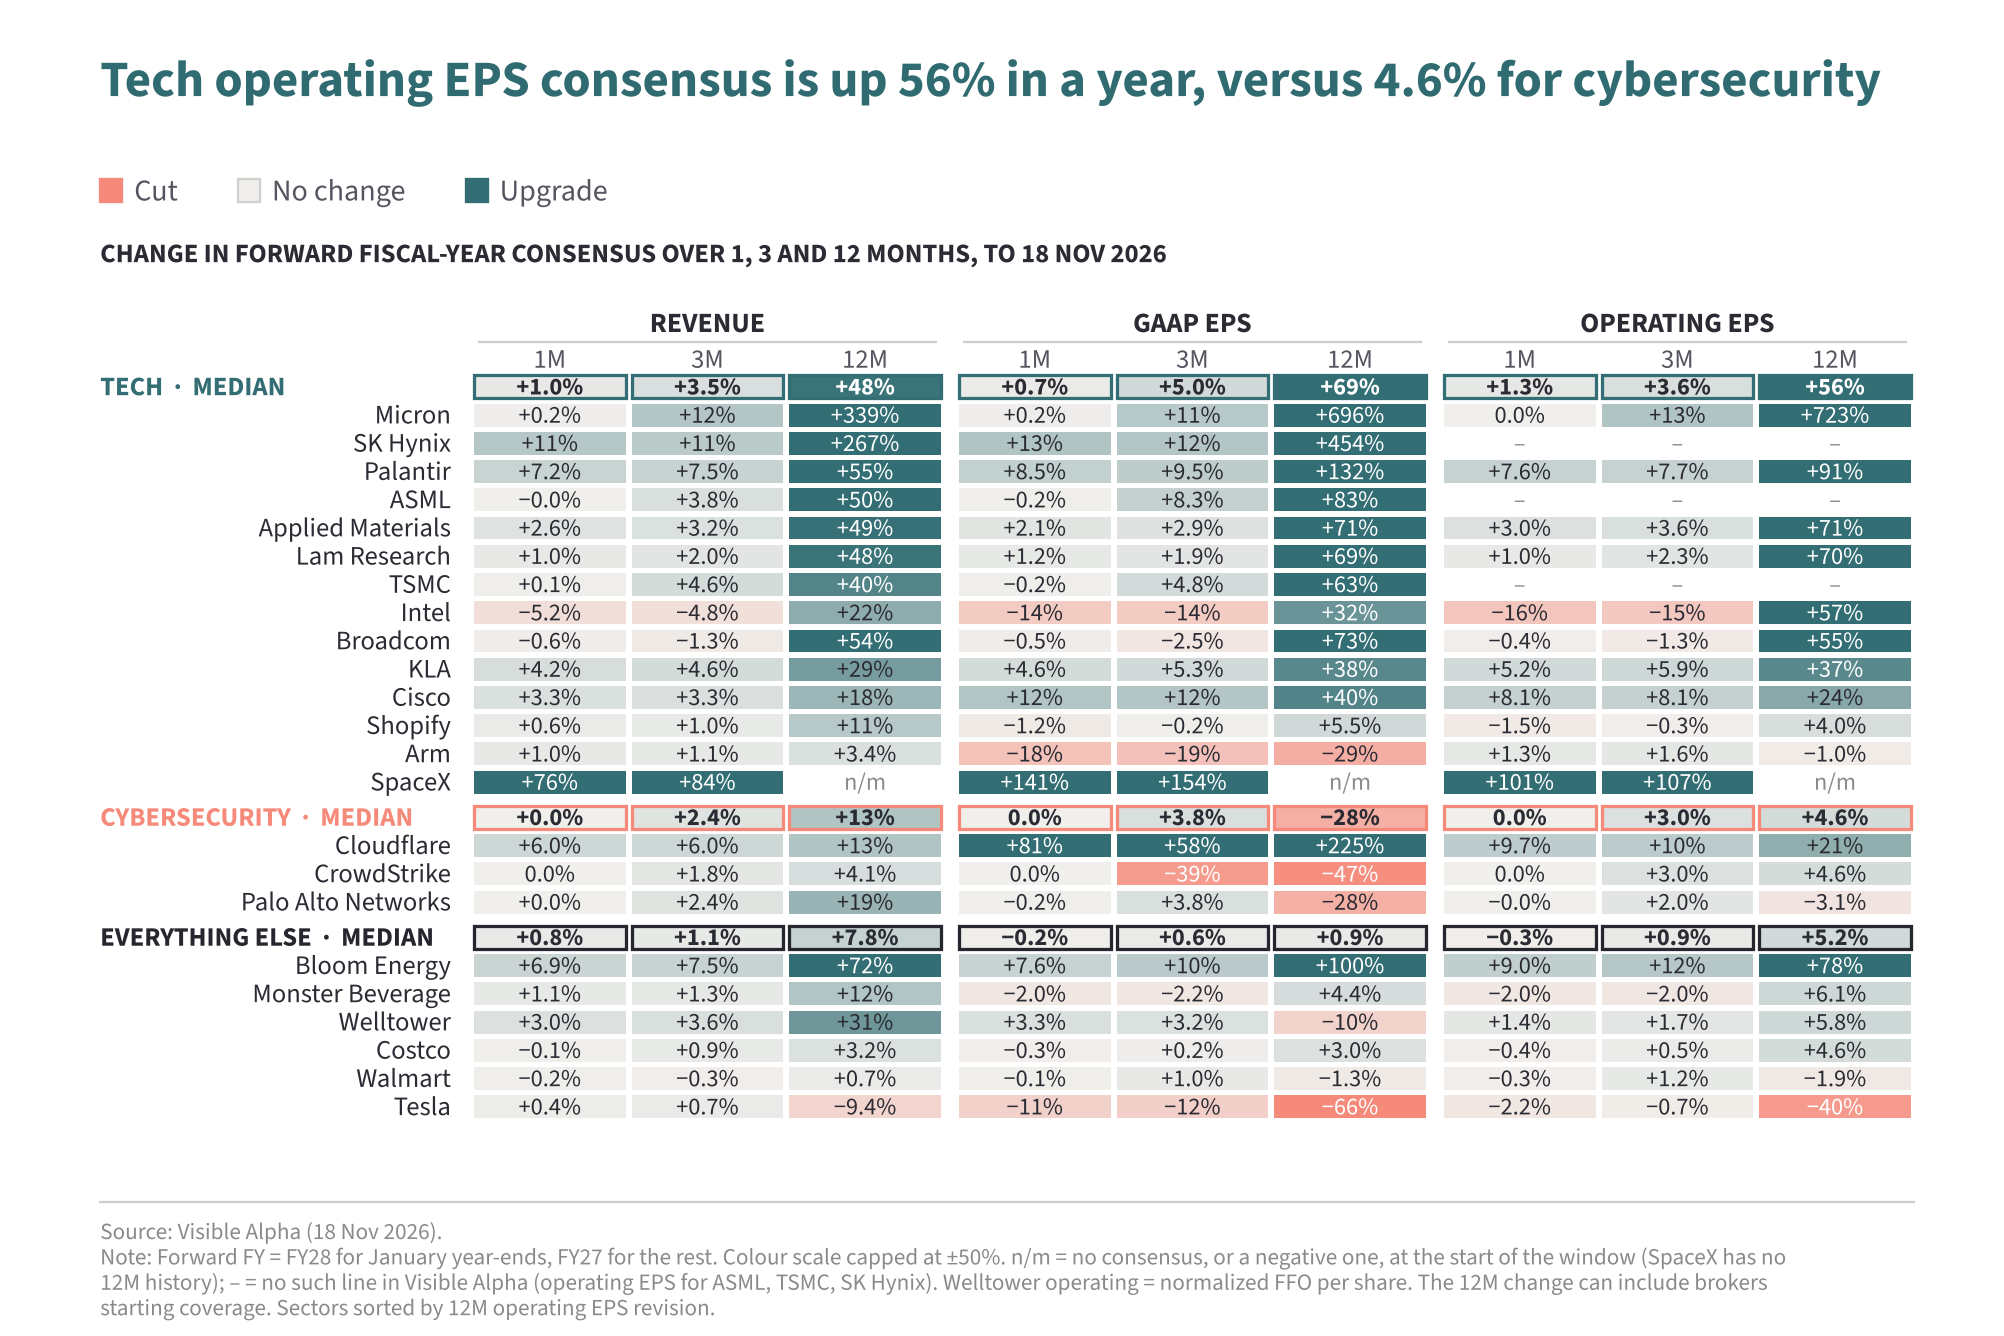 Tech operating EPS consensus is up 56% in a year, versus 4.6% for cybersecurity
Cut No change Upgrade
CHANGE IN FORWARD FISCAL-YEAR CONSENSUS OVER 1, 3 AND 12 MONTHS, TO 18 NOV 2026
REVENUE GAAP EPS OPERATING EPS
1M 3M 12M 1M 3M 12M 1M 3M 12M
TECH · MEDIAN +1.0% +3.5% +48% +0.7% +5.0% +69% +1.3% +3.6% +56%
Micron +0.2% +12% +339% +0.2% +11% +696% 0.0% +13% +723%
SK Hynix +11% +11% +267% +13% +12% +454% – – –
Palantir +7.2% +7.5% +55% +8.5% +9.5% +132% +7.6% +7.7% +91%
ASML −0.0% +3.8% +50% −0.2% +8.3% +83% – – –
Applied Materials +2.6% +3.2% +49% +2.1% +2.9% +71% +3.0% +3.6% +71%
Lam Research +1.0% +2.0% +48% +1.2% +1.9% +69% +1.0% +2.3% +70%
TSMC +0.1% +4.6% +40% −0.2% +4.8% +63% – – –
Intel −5.2% −4.8% +22% −14% −14% +32% −16% −15% +57%
Broadcom −0.6% −1.3% +54% −0.5% −2.5% +73% −0.4% −1.3% +55%
KLA +4.2% +4.6% +29% +4.6% +5.3% +38% +5.2% +5.9% +37%
Cisco +3.3% +3.3% +18% +12% +12% +40% +8.1% +8.1% +24%
Shopify +0.6% +1.0% +11% −1.2% −0.2% +5.5% −1.5% −0.3% +4.0%
Arm +1.0% +1.1% +3.4% −18% −19% −29% +1.3% +1.6% −1.0%
SpaceX +76% +84% n/m +141% +154% n/m +101% +107% n/m
CYBERSECURITY · MEDIAN +0.0% +2.4% +13% 0.0% +3.8% −28% 0.0% +3.0% +4.6%
Cloudflare +6.0% +6.0% +13% +81% +58% +225% +9.7% +10% +21%
CrowdStrike 0.0% +1.8% +4.1% 0.0% −39% −47% 0.0% +3.0% +4.6%
Palo Alto Networks +0.0% +2.4% +19% −0.2% +3.8% −28% −0.0% +2.0% −3.1%
EVERYTHING ELSE · MEDIAN +0.8% +1.1% +7.8% −0.2% +0.6% +0.9% −0.3% +0.9% +5.2%
Bloom Energy +6.9% +7.5% +72% +7.6% +10% +100% +9.0% +12% +78%
Monster Beverage +1.1% +1.3% +12% −2.0% −2.2% +4.4% −2.0% −2.0% +6.1%
Welltower +3.0% +3.6% +31% +3.3% +3.2% −10% +1.4% +1.7% +5.8%
Costco −0.1% +0.9% +3.2% −0.3% +0.2% +3.0% −0.4% +0.5% +4.6%
Walmart −0.2% −0.3% +0.7% −0.1% +1.0% −1.3% −0.3% +1.2% −1.9%
Tesla +0.4% +0.7% −9.4% −11% −12% −66% −2.2% −0.7% −40%
Source: Visible Alpha (18 Nov 2026).
Note: Forward FY = FY28 for January year-ends, FY27 for the rest. Colour scale capped at ±50%. n/m = no consensus, or a negative one, at the start of the window (SpaceX has no
12M history); – = no such line in Visible Alpha (operating EPS for ASML, TSMC, SK Hynix). Welltower operating = normalized FFO per share. The 12M change can include brokers
starting coverage. Sectors sorted by 12M operating EPS revision.